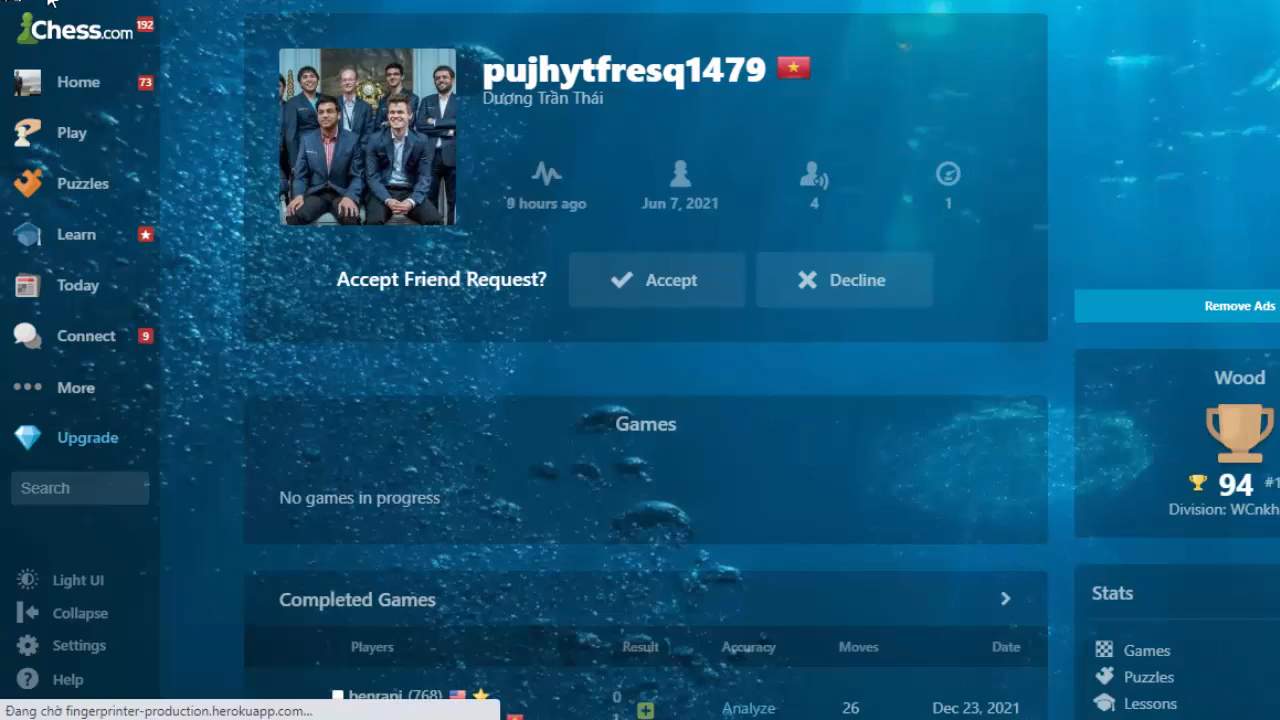 Chess.com 192
Home 73
Play
Puzzles
Learn
Today
Connect 9
More
Upgrade
Search
Light UI
Collapse
Settings
Help
pujhytfresq1479
Dương Trần Thái
9 hours ago
Jun 7, 2021
4
1
Accept Friend Request?
Accept
Decline
Games
No games in progress
Completed Games
Players Result Accuracy Moves Date
benrapi (768) 0
Analyze 26 Dec 23, 2021
Remove Ads
Wood
94 #1
Division: WCnkh
Stats
Games
Puzzles
Lessons
Đang chờ fingerprinter-production.herokuapp.com...